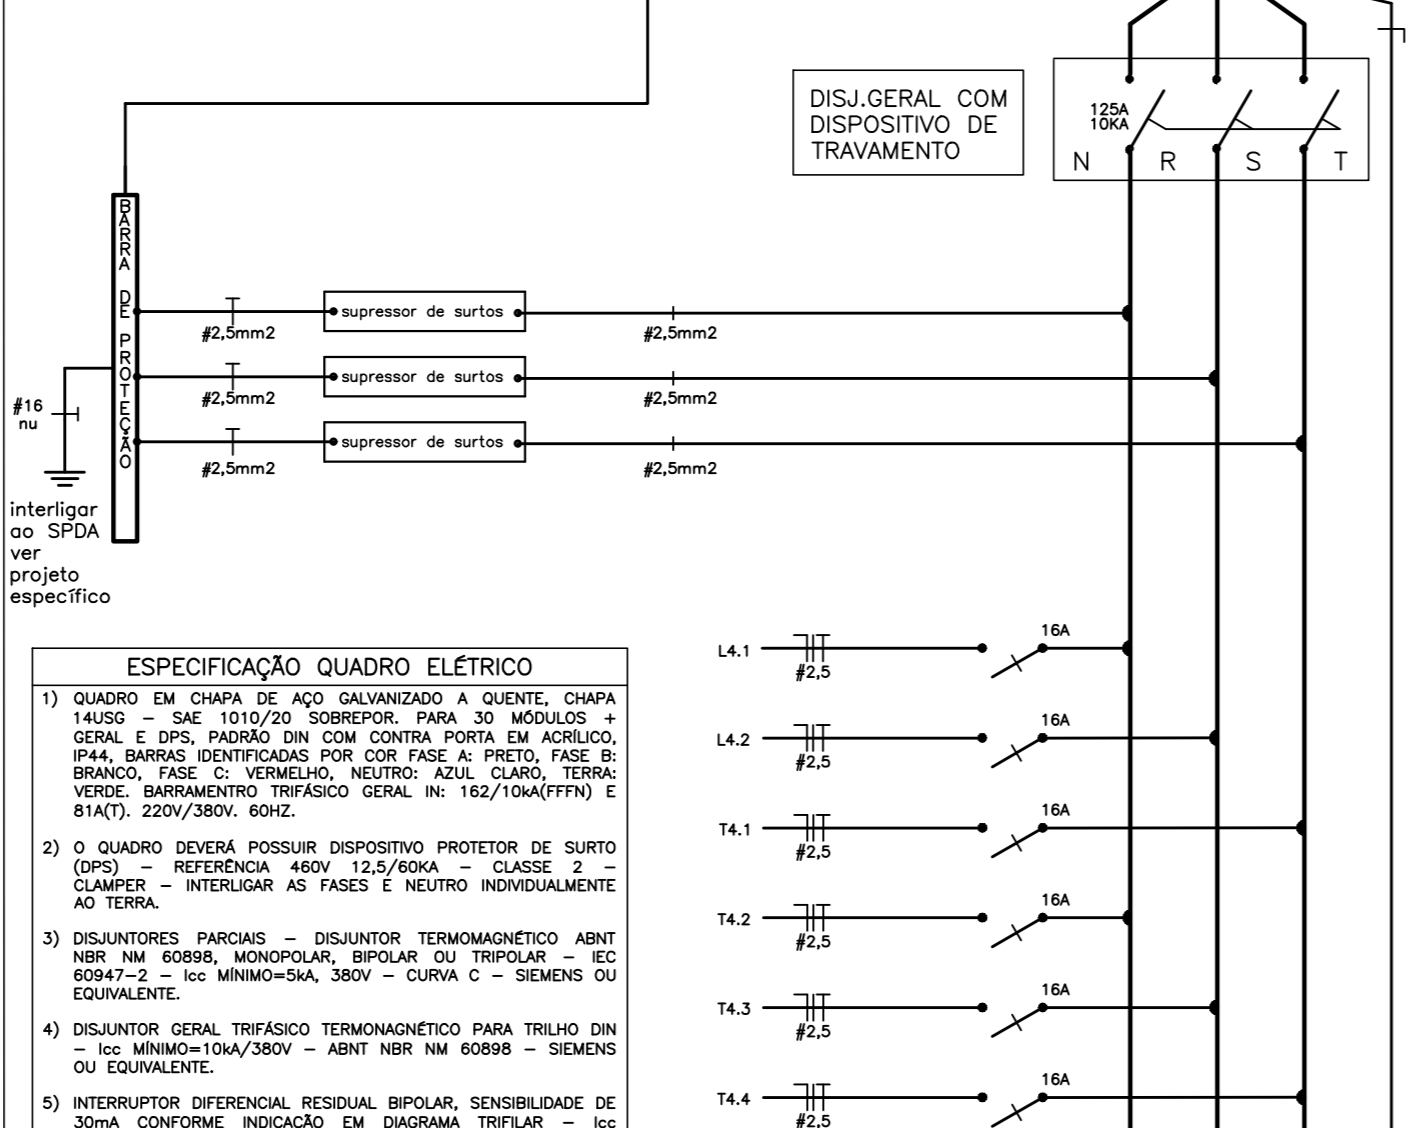 DISJ.GERAL COM
DISPOSITIVO DE
TRAVAMENTO
125A
10KA
N R S T
BARRA DE PROTEÇÃO
supressor de surtos
#2,5mm2
#2,5mm2
supressor de surtos
#2,5mm2
#2,5mm2
supressor de surtos
#2,5mm2
#2,5mm2
#16
nu
interligar
ao SPDA
ver
projeto
específico
ESPECIFICAÇÃO QUADRO ELÉTRICO
1) QUADRO EM CHAPA DE AÇO GALVANIZADO A QUENTE, CHAPA
14USG – SAE 1010/20 SOBREPOR. PARA 30 MÓDULOS +
GERAL E DPS, PADRÃO DIN COM CONTRA PORTA EM ACRÍLICO,
IP44, BARRAS IDENTIFICADAS POR COR FASE A: PRETO, FASE B:
BRANCO, FASE C: VERMELHO, NEUTRO: AZUL CLARO, TERRA:
VERDE. BARRAMENTRO TRIFÁSICO GERAL IN: 162/10kA(FFFN) E
81A(T). 220V/380V. 60HZ.
2) O QUADRO DEVERÁ POSSUIR DISPOSITIVO PROTETOR DE SURTO
(DPS) – REFERÊNCIA 460V 12,5/60KA – CLASSE 2 –
CLAMPER – INTERLIGAR AS FASES E NEUTRO INDIVIDUALMENTE
AO TERRA.
3) DISJUNTORES PARCIAIS – DISJUNTOR TERMOMAGNÉTICO ABNT
NBR NM 60898, MONOPOLAR, BIPOLAR OU TRIPOLAR – IEC
60947–2 – Icc MÍNIMO=5kA, 380V – CURVA C – SIEMENS OU
EQUIVALENTE.
4) DISJUNTOR GERAL TRIFÁSICO TERMONAGNÉTICO PARA TRILHO DIN
– Icc MÍNIMO=10kA/380V – ABNT NBR NM 60898 – SIEMENS
OU EQUIVALENTE.
5) INTERRUPTOR DIFERENCIAL RESIDUAL BIPOLAR, SENSIBILIDADE DE
30mA CONFORME INDICAÇÃO EM DIAGRAMA TRIFILAR – Icc
L4.1
#2,5
16A
L4.2
#2,5
16A
T4.1
#2,5
16A
T4.2
#2,5
16A
T4.3
#2,5
16A
T4.4
#2,5
16A